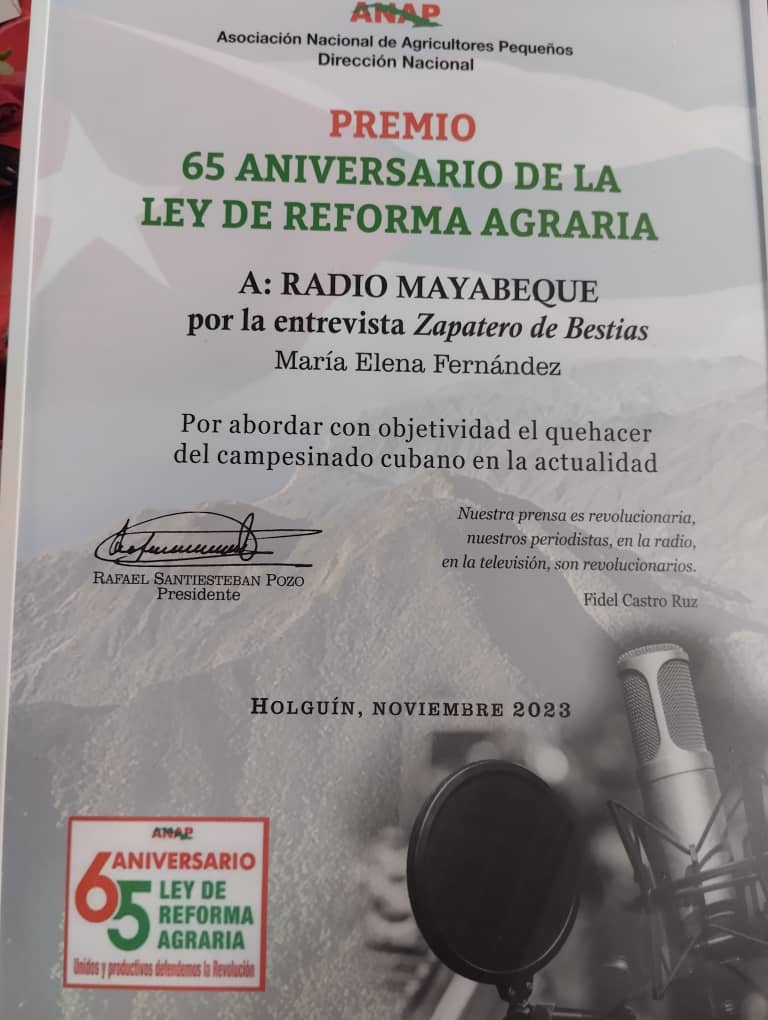 ANAP
Asociación Nacional de Agricultores Pequeños
Dirección Nacional
PREMIO
65 ANIVERSARIO DE LA
LEY DE REFORMA AGRARIA
A: RADIO MAYABEQUE
por la entrevista Zapatero de Bestias
María Elena Fernández
Por abordar con objetividad el quehacer
del campesinado cubano en la actualidad
RAFAEL SANTIESTEBAN POZO
Presidente
Nuestra prensa es revolucionaria,
nuestros periodistas, en la radio,
en la televisión, son revolucionarios.
Fidel Castro Ruz
HOLGUÍN, NOVIEMBRE 2023
ANAP
65 ANIVERSARIO
LEY DE
REFORMA
AGRARIA
Unidos y productivos defendemos la Revolución